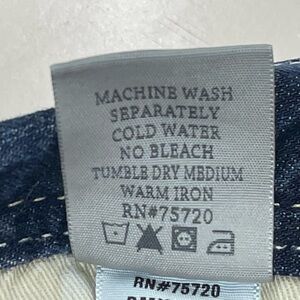 MACHINE WASH
SEPARATELY
COLD WATER
NO BLEACH
TUMBLE DRY MEDIUM
WARM IRON
RN#75720
RN#75720